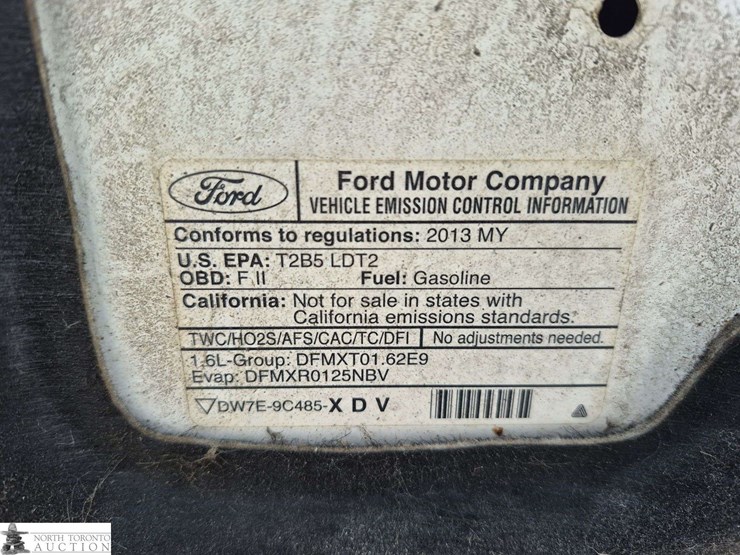 Ford
Ford Motor Company
VEHICLE EMISSION CONTROL INFORMATION
Conforms to regulations: 2013 MY
U.S. EPA: T2B5 LDT2
OBD: F II Fuel: Gasoline
California: Not for sale in states with
California emissions standards.
TWC/HO2S/AFS/CAC/TC/DFI No adjustments needed.
1.6L-Group: DFMXT01.62E9
Evap: DFMXR0125NBV
DW7E-9C485-X D V
NORTH TORONTO
AUCTION